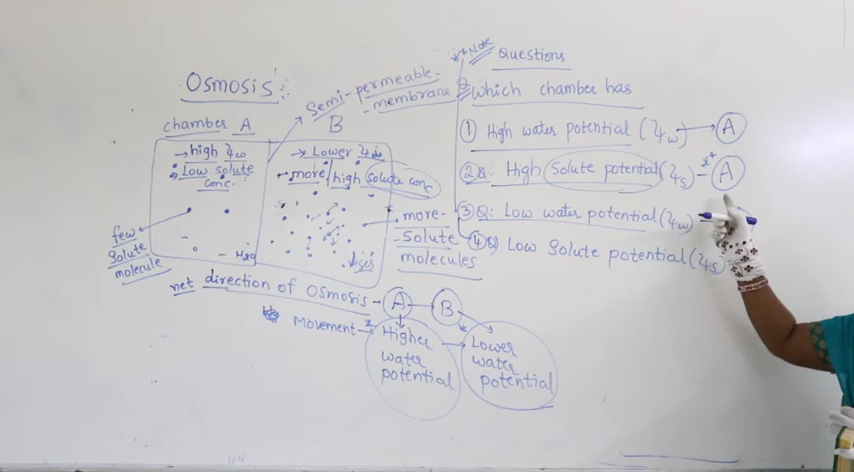 Osmosis:
Semi-permeable-
-membrane
chamber A
B
→ high ψw
Low solute
conc.
→ Lower ψw
→ more/high solute conc
few
solute
molecule
more-
-solute
molecules
net direction of osmosis → A → B
Movement →
Higher
water
potential
Lower
water
potential
Note
Questions
Q: which chamber has
① High water potential (ψw) → A
② Q: High Solute potential (ψs) - A
③ Q: Low water potential (ψw)
④ Q) Low Solute potential (ψs)